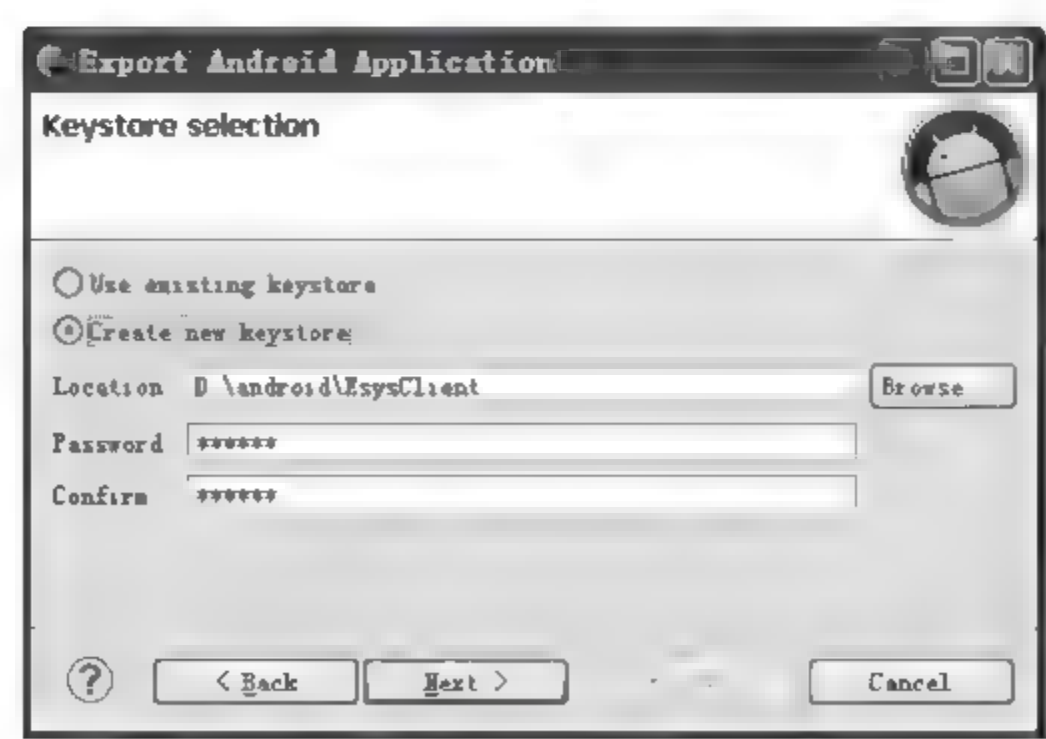 Export Android Application
Keystore selection
Use existing keystore
Create new keystore
Location D \android\EsysClient Browse
Password ******
Confirm ******
? < Back Next > Cancel